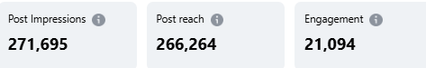 Post Impressions
271,695
Post reach
266,264
Engagement
21,094